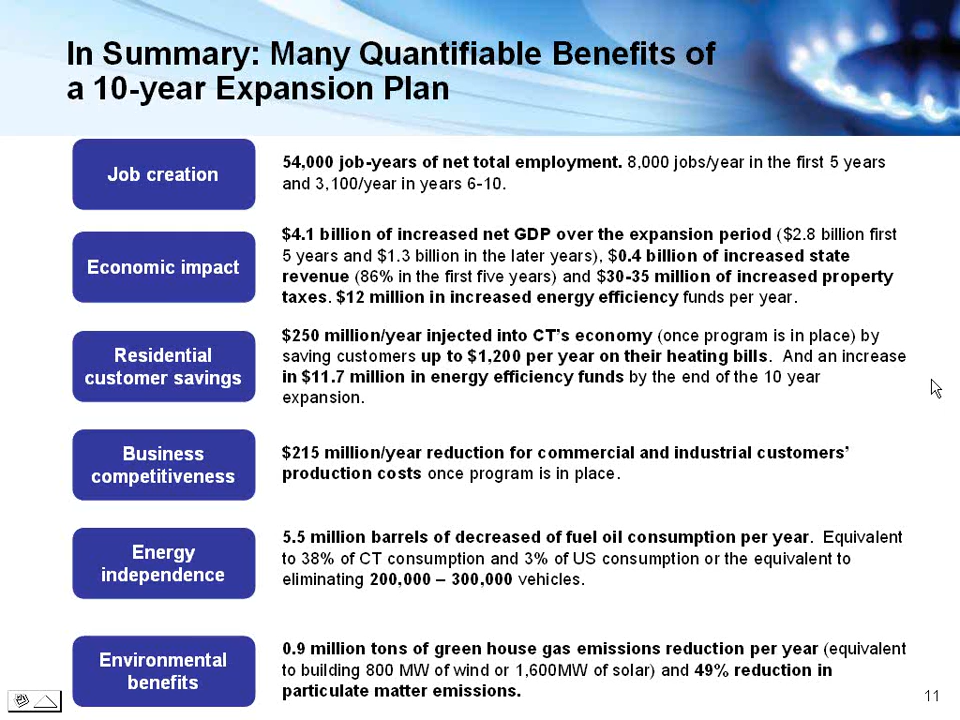 In Summary: Many Quantifiable Benefits of
a 10-year Expansion Plan
Job creation
54,000 job-years of net total employment. 8,000 jobs/year in the first 5 years
and 3,100/year in years 6-10.
Economic impact
$4.1 billion of increased net GDP over the expansion period ($2.8 billion first
5 years and $1.3 billion in the later years), $0.4 billion of increased state
revenue (86% in the first five years) and $30-35 million of increased property
taxes. $12 million in increased energy efficiency funds per year.
Residential
customer savings
$250 million/year injected into CT's economy (once program is in place) by
saving customers up to $1,200 per year on their heating bills. And an increase
in $11.7 million in energy efficiency funds by the end of the 10 year
expansion.
Business
competitiveness
$215 million/year reduction for commercial and industrial customers'
production costs once program is in place.
Energy
independence
5.5 million barrels of decreased of fuel oil consumption per year. Equivalent
to 38% of CT consumption and 3% of US consumption or the equivalent to
eliminating 200,000 – 300,000 vehicles.
Environmental
benefits
0.9 million tons of green house gas emissions reduction per year (equivalent
to building 800 MW of wind or 1,600MW of solar) and 49% reduction in
particulate matter emissions.
11